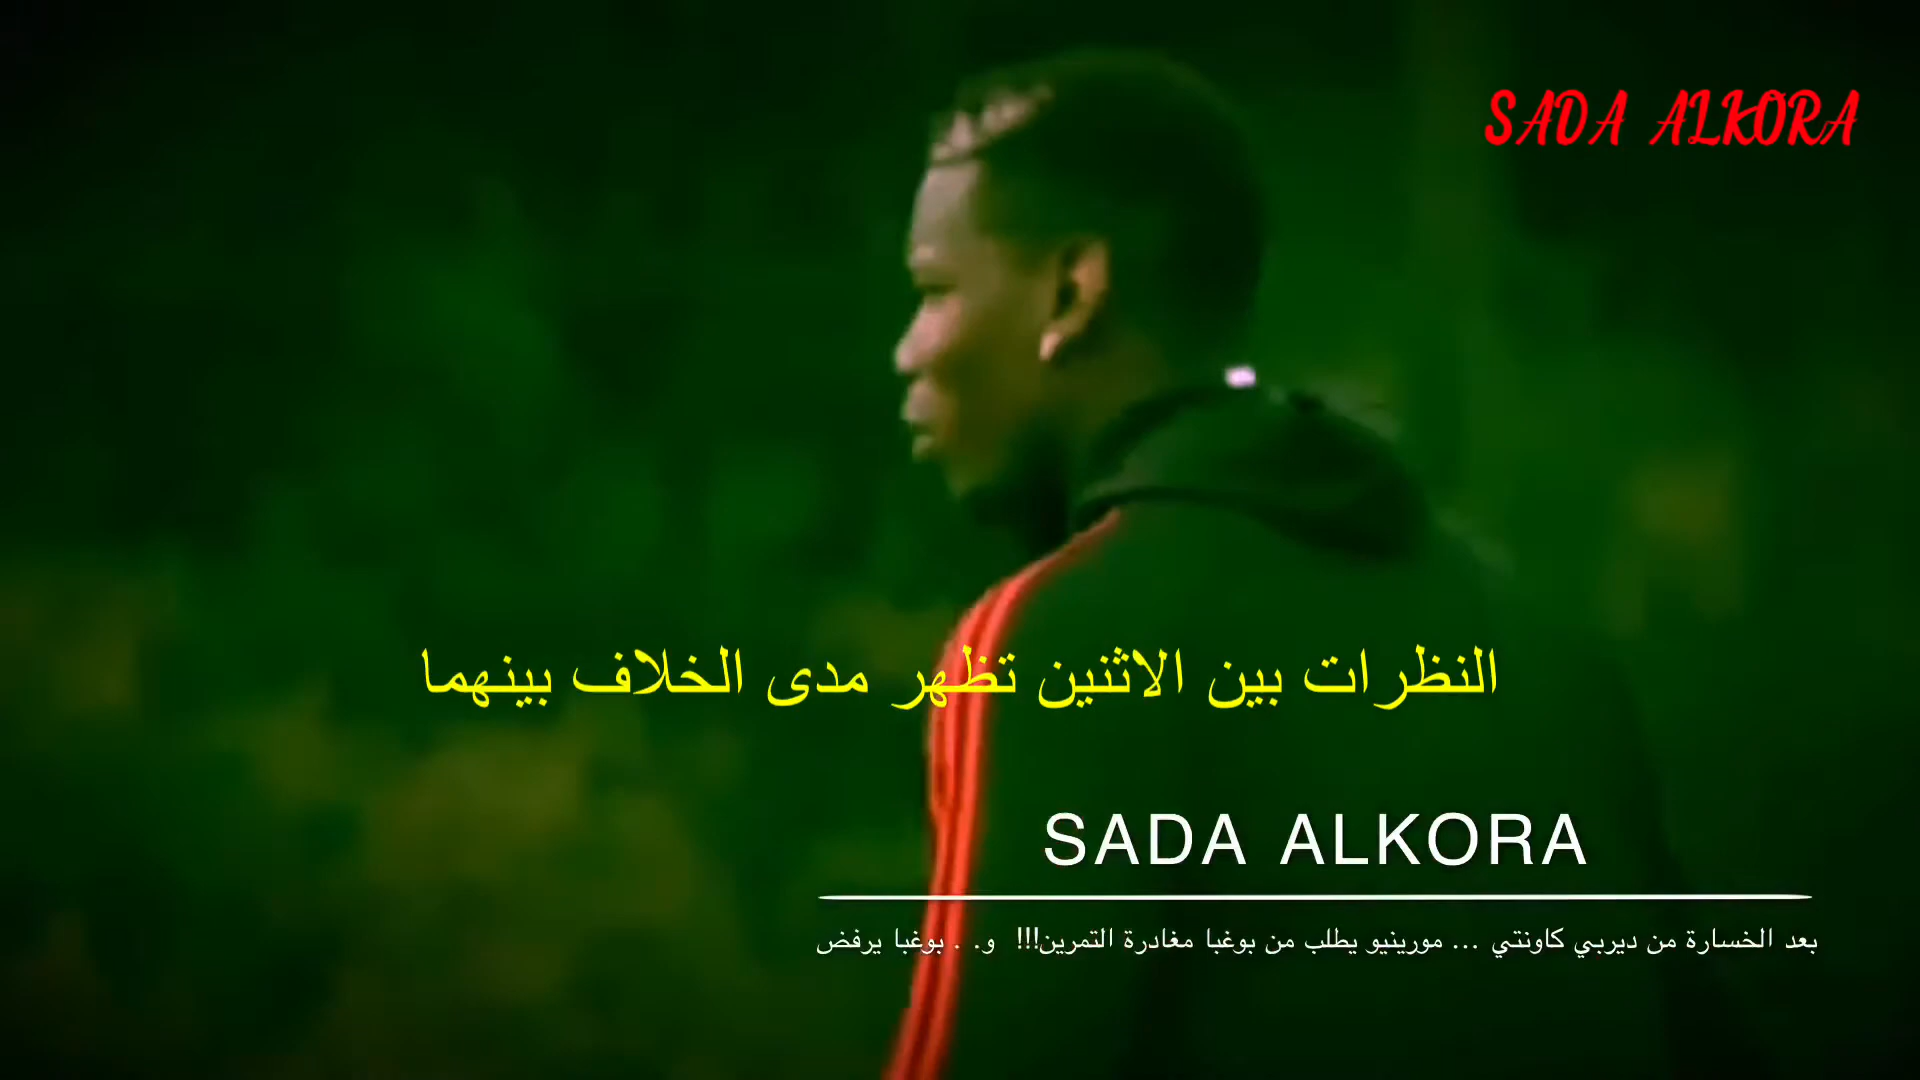 SADA ALKORA
النظرات بين الاثنين تظهر مدى الخلاف بينهما
SADA ALKORA
بعد الخسارة من ديربي كاونتي ... مورينيو يطلب من بوغبا مغادرة التمرين!!! و. . بوغبا يرفض